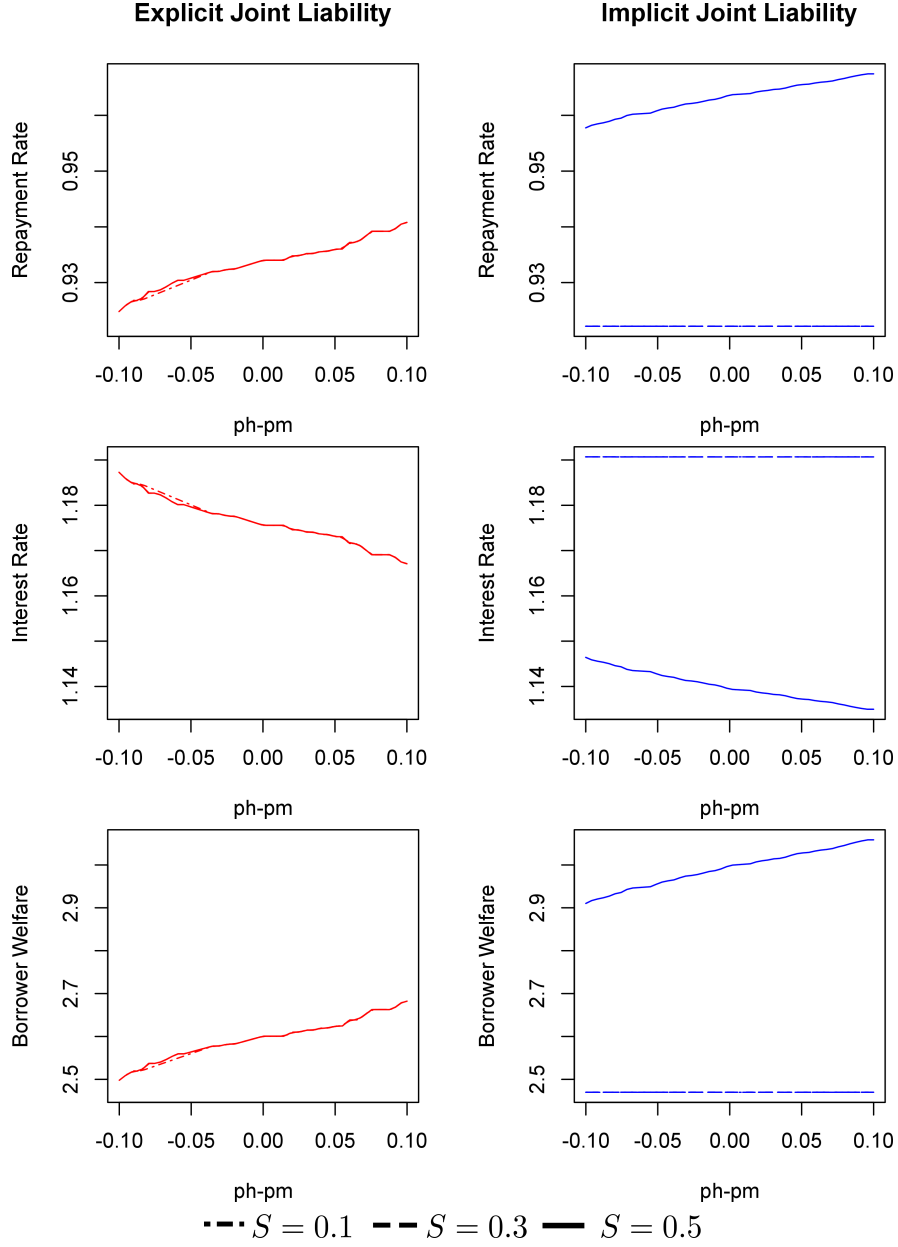 Explicit Joint Liability Implicit Joint Liability
Repayment Rate
0.95
0.93
-0.10 -0.05 0.00 0.05 0.10
ph-pm
Repayment Rate
0.95
0.93
-0.10 -0.05 0.00 0.05 0.10
ph-pm
Interest Rate
1.18
1.16
1.14
-0.10 -0.05 0.00 0.05 0.10
ph-pm
Interest Rate
1.18
1.16
1.14
-0.10 -0.05 0.00 0.05 0.10
ph-pm
Borrower Welfare
2.9
2.7
2.5
-0.10 -0.05 0.00 0.05 0.10
ph-pm
Borrower Welfare
2.9
2.7
2.5
-0.10 -0.05 0.00 0.05 0.10
ph-pm
S = 0.1 S = 0.3 S = 0.5